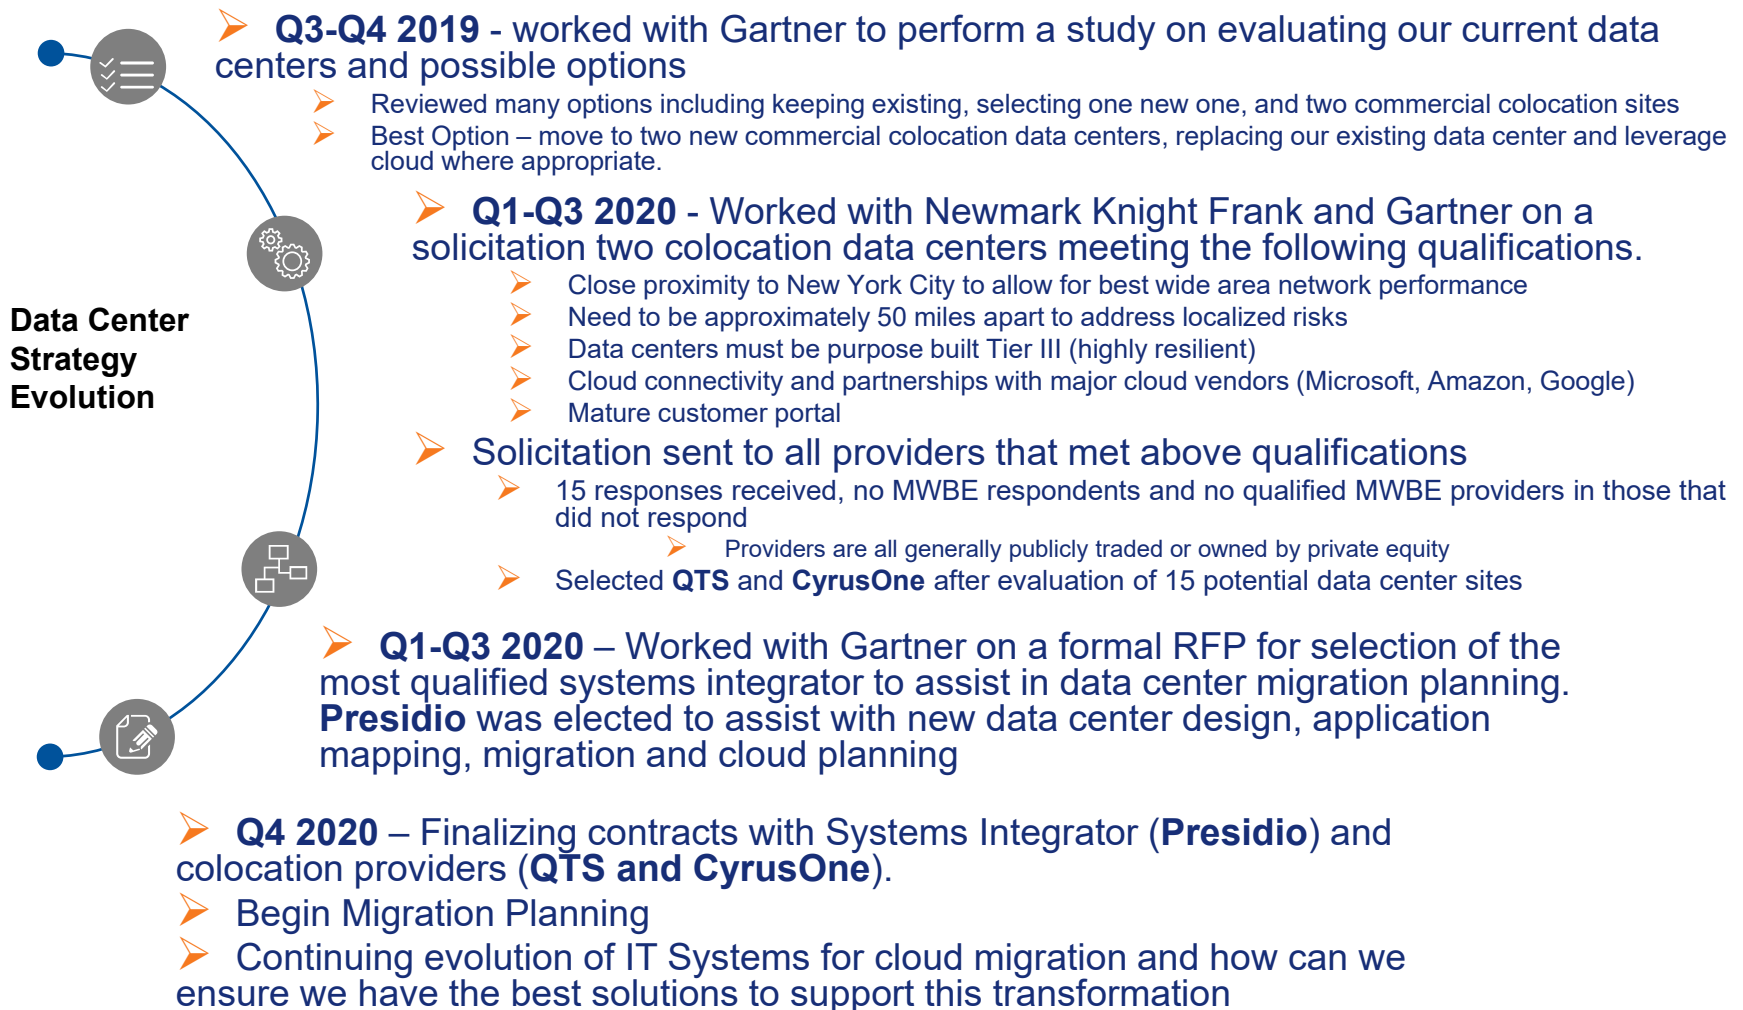 Q3-Q4 2019 - worked with Gartner to perform a study on evaluating our current data
centers and possible options
Reviewed many options including keeping existing, selecting one new one, and two commercial colocation sites
Best Option – move to two new commercial colocation data centers, replacing our existing data center and leverage
cloud where appropriate.
Q1-Q3 2020 - Worked with Newmark Knight Frank and Gartner on a
solicitation two colocation data centers meeting the following qualifications.
Close proximity to New York City to allow for best wide area network performance
Need to be approximately 50 miles apart to address localized risks
Data centers must be purpose built Tier III (highly resilient)
Cloud connectivity and partnerships with major cloud vendors (Microsoft, Amazon, Google)
Mature customer portal
Data Center
Strategy
Evolution
Solicitation sent to all providers that met above qualifications
15 responses received, no MWBE respondents and no qualified MWBE providers in those that
did not respond
Providers are all generally publicly traded or owned by private equity
Selected QTS and CyrusOne after evaluation of 15 potential data center sites
Q1-Q3 2020 – Worked with Gartner on a formal RFP for selection of the
most qualified systems integrator to assist in data center migration planning.
Presidio was elected to assist with new data center design, application
mapping, migration and cloud planning
Q4 2020 – Finalizing contracts with Systems Integrator (Presidio) and
colocation providers (QTS and CyrusOne).
Begin Migration Planning
Continuing evolution of IT Systems for cloud migration and how can we
ensure we have the best solutions to support this transformation